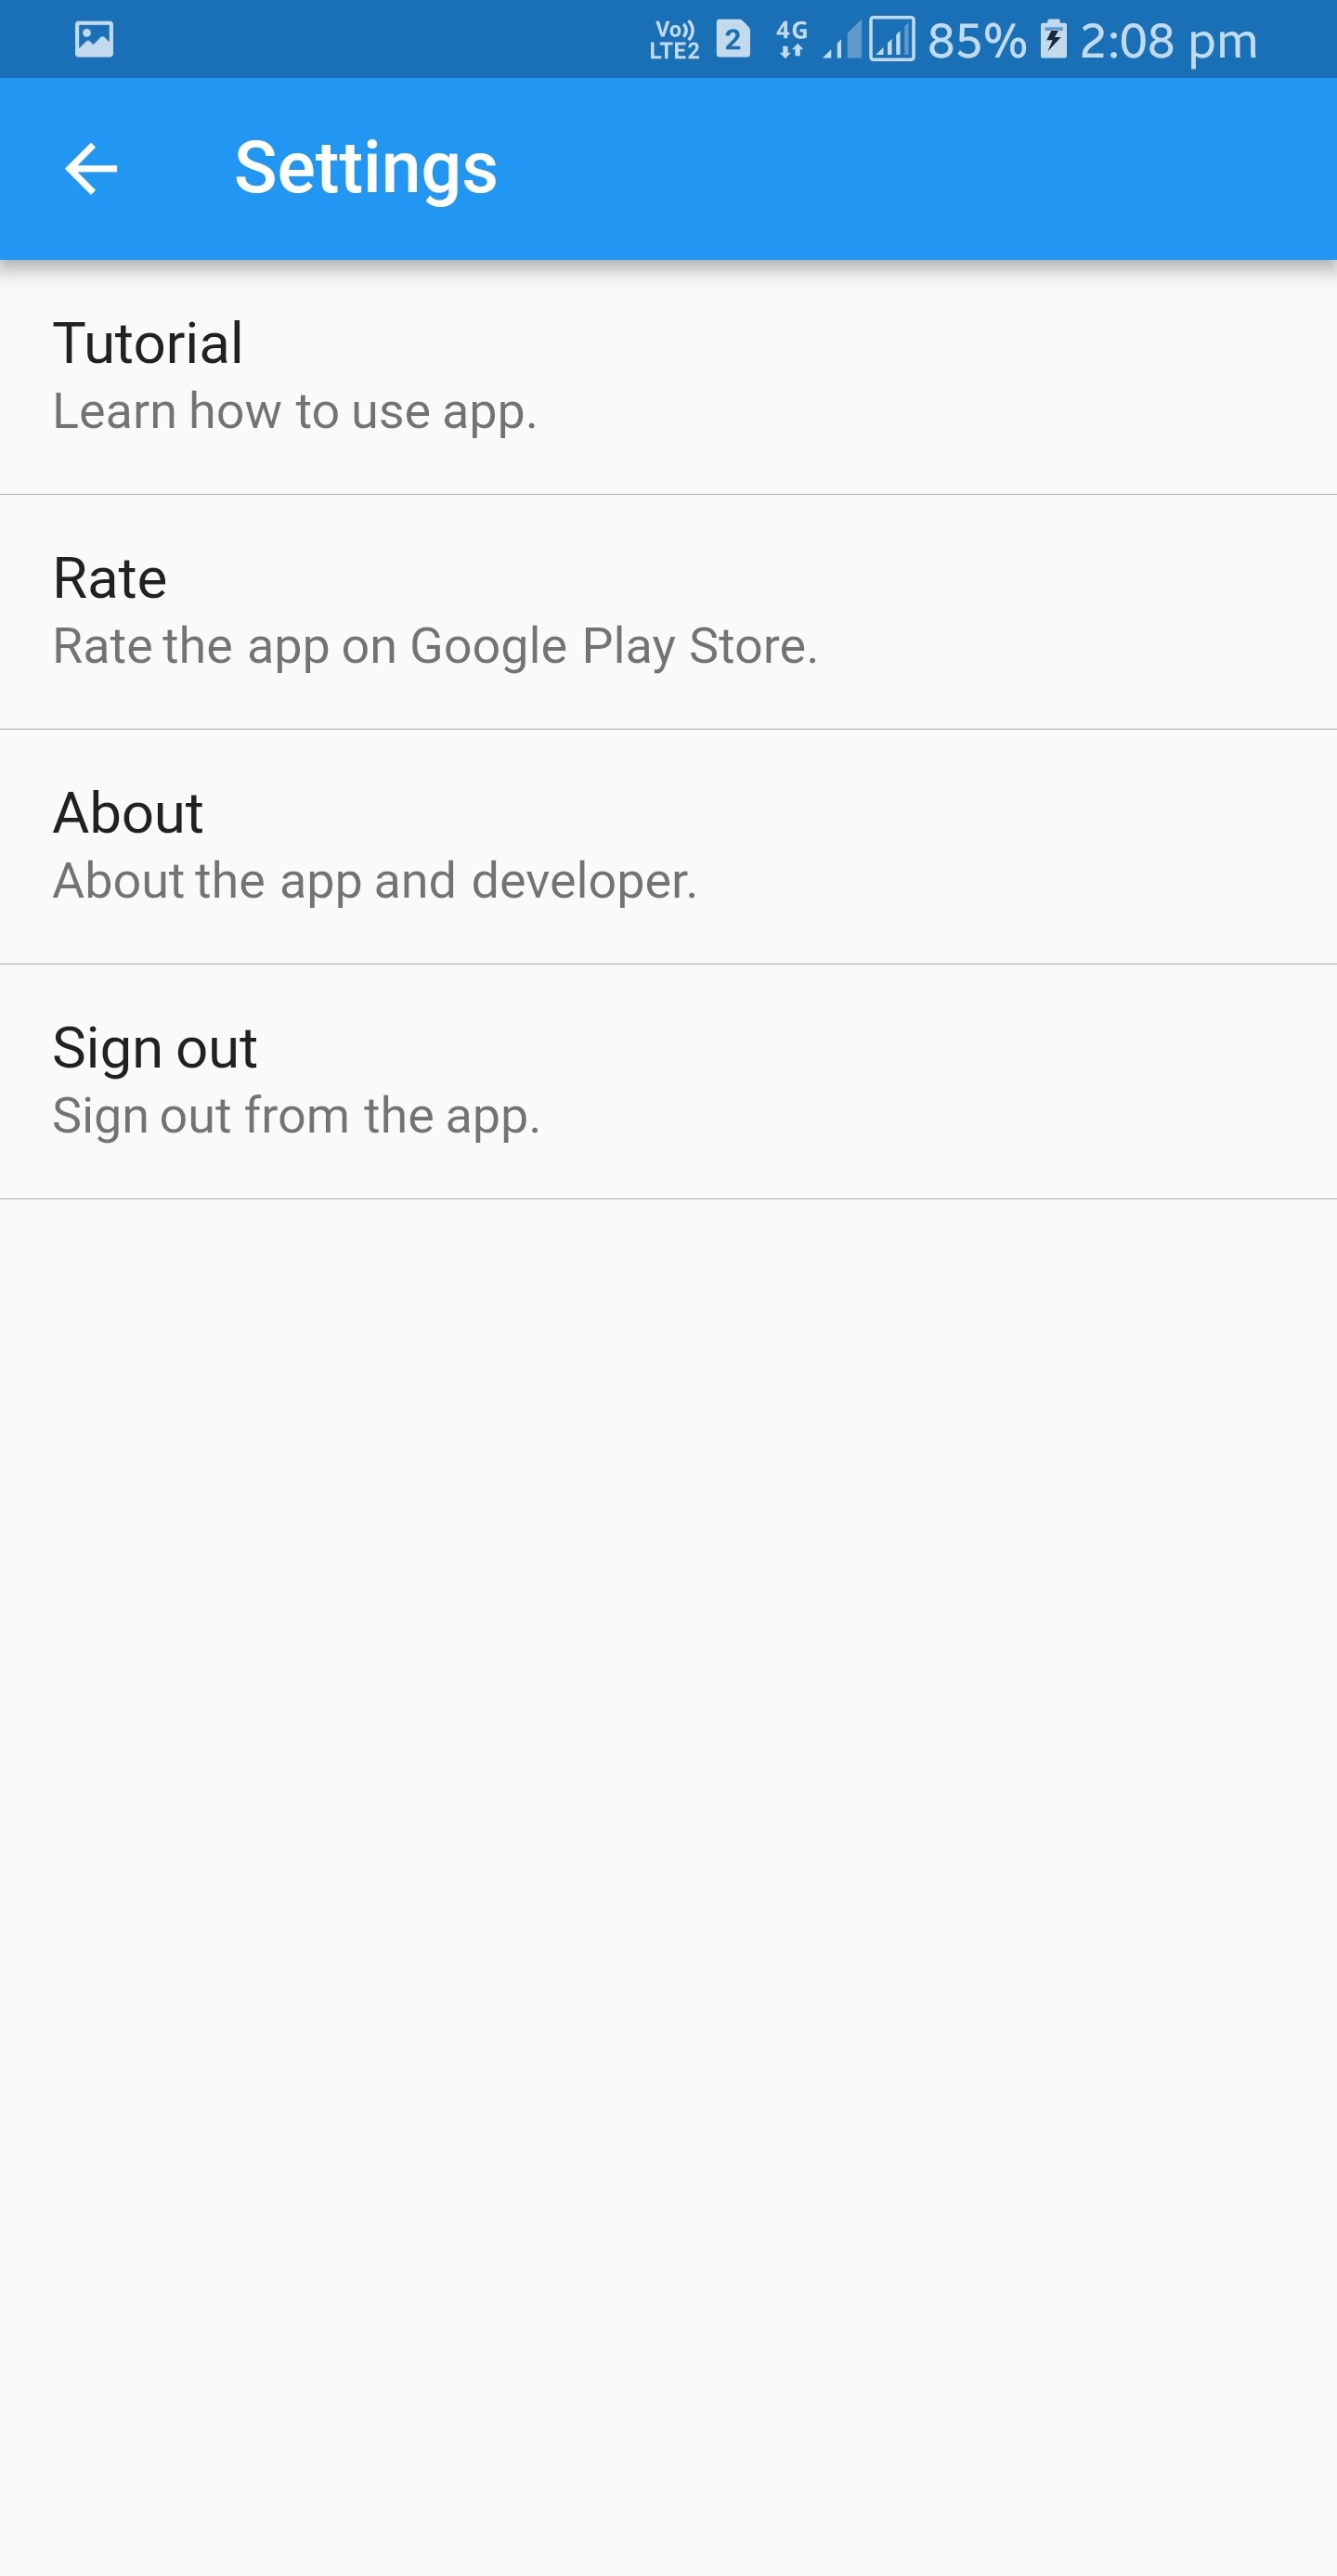 Vo)) LTE2 2 4G 85% 2:08 pm
Settings
Tutorial
Learn how to use app.
Rate
Rate the app on Google Play Store.
About
About the app and developer.
Sign out
Sign out from the app.